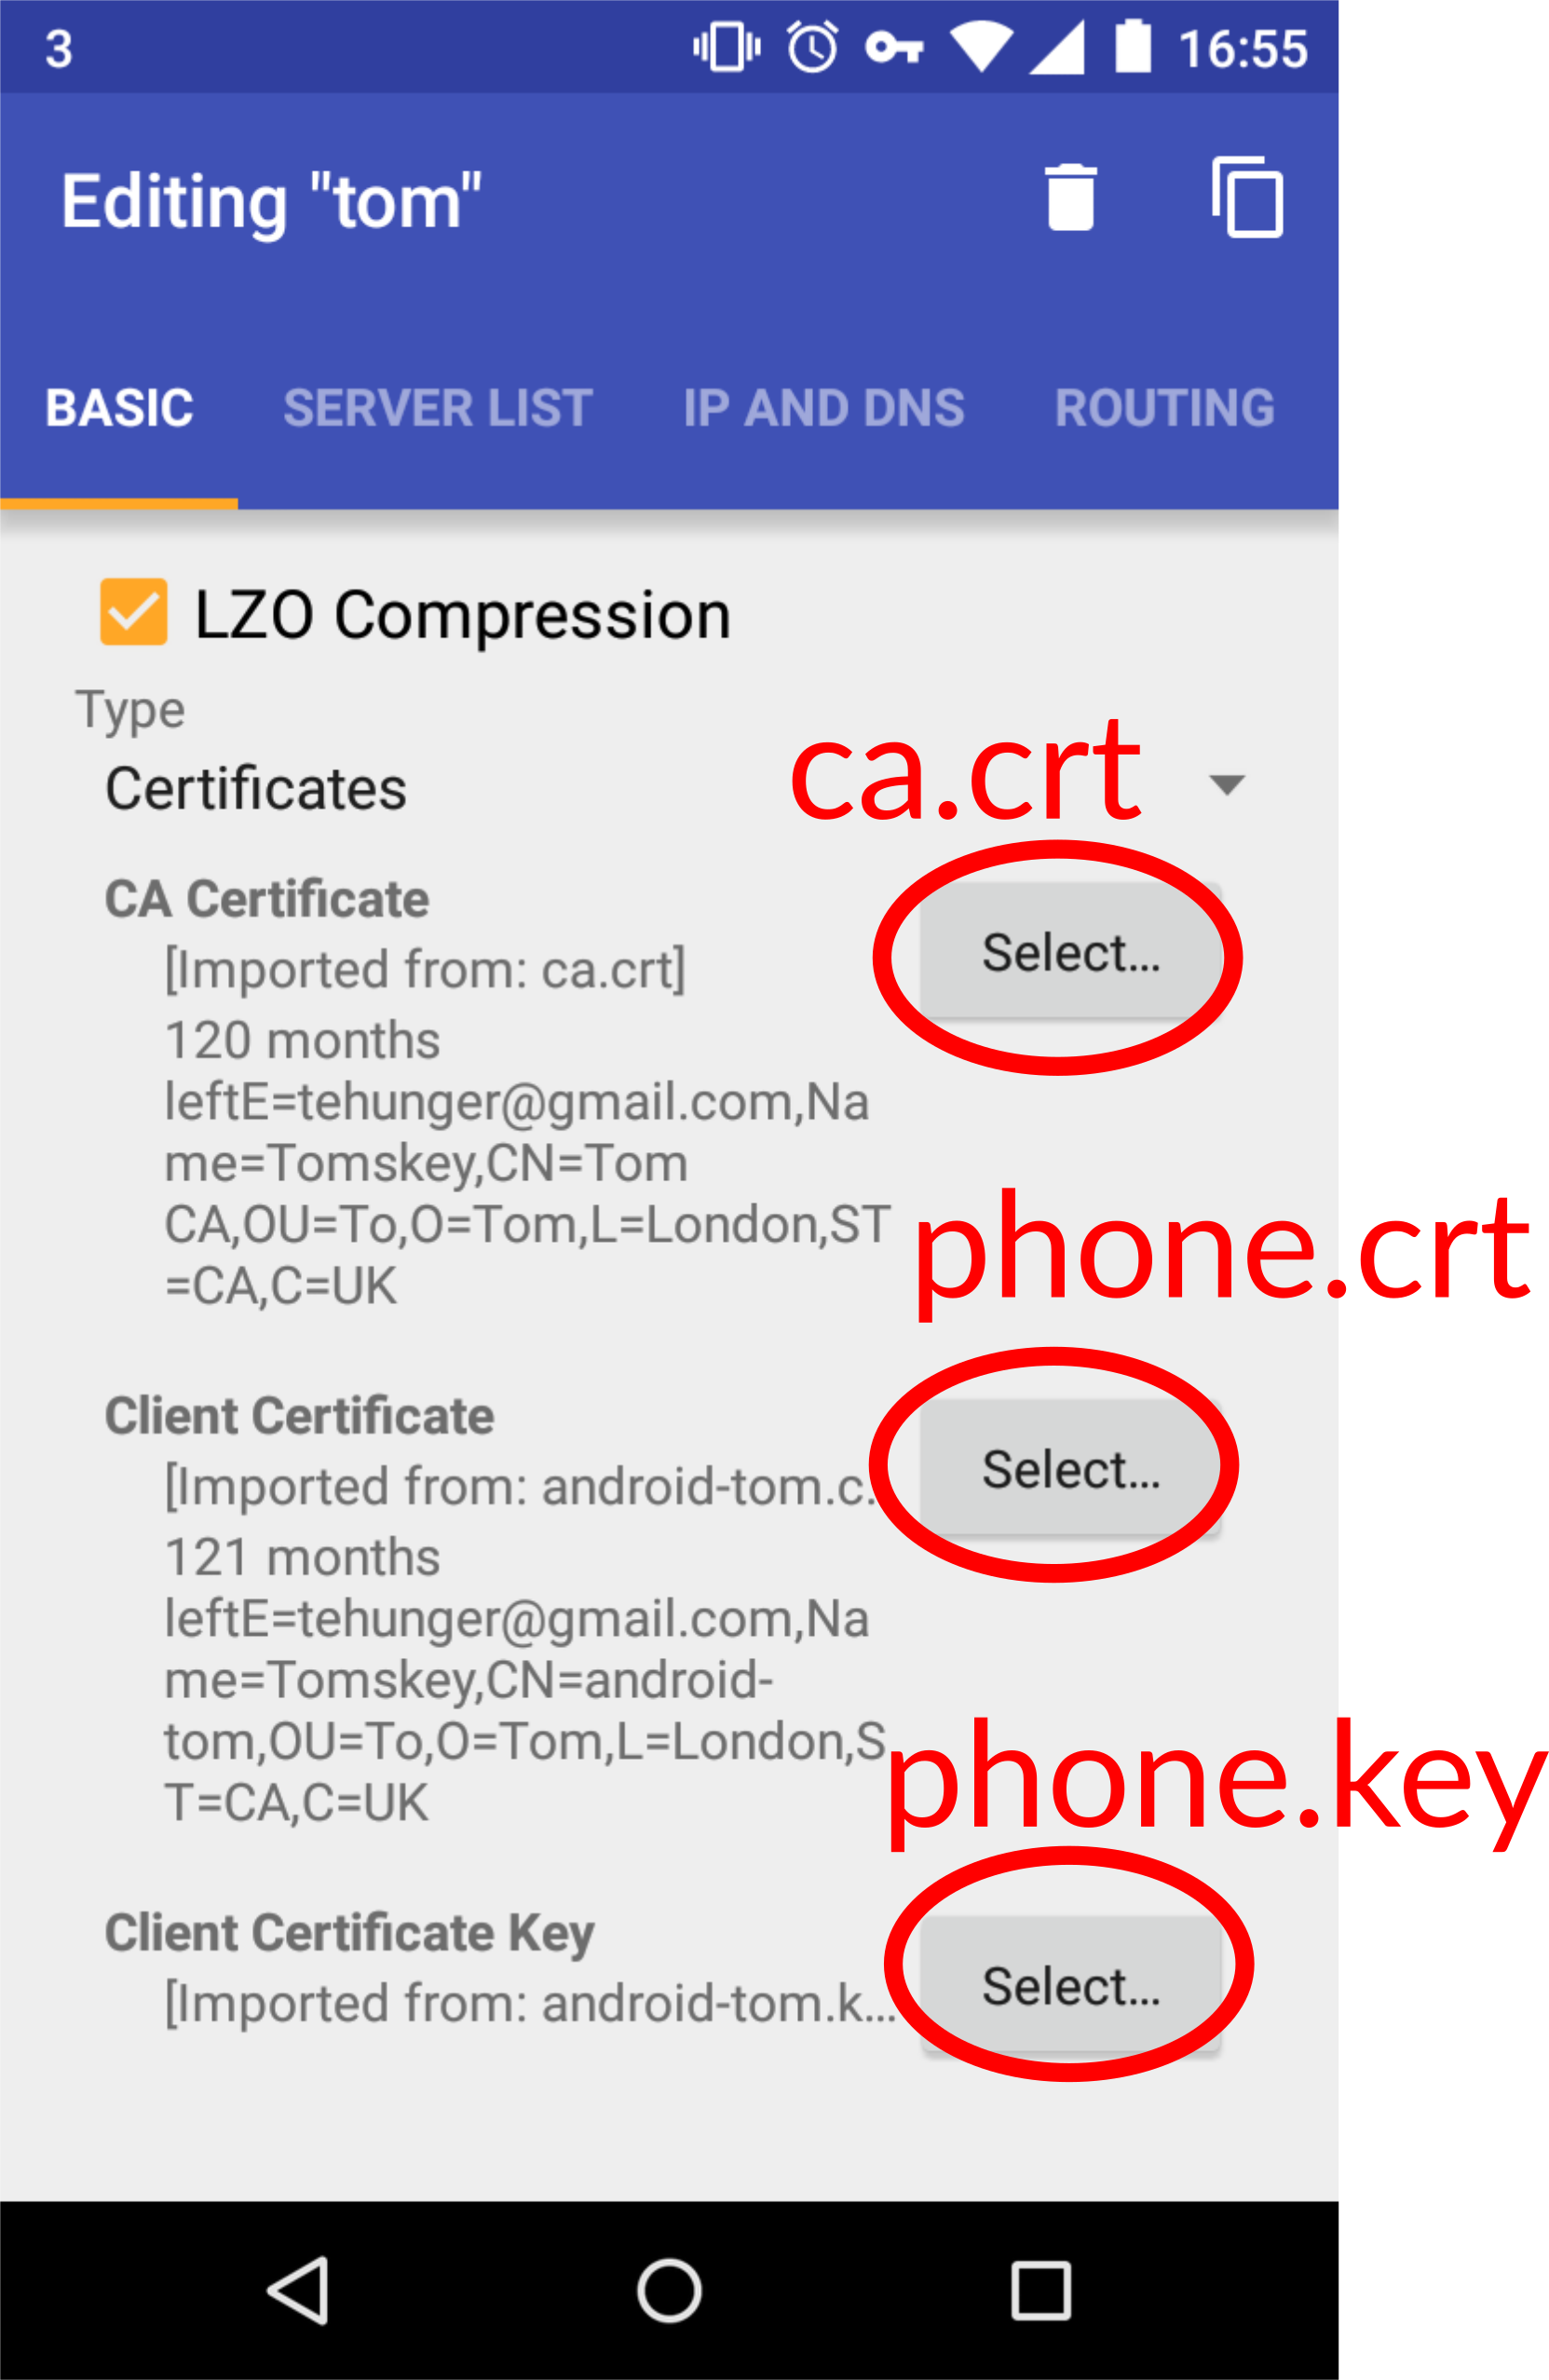 3 16:55
Editing "tom"
BASIC SERVER LIST IP AND DNS ROUTING
LZO Compression
Type
ca.crt
Certificates
CA Certificate
Select...
[Imported from: ca.crt]
120 months
leftE=tehunger@gmail.com,Na
me=Tomskey,CN=Tom
CA,OU=To,O=Tom,L=London,ST
=CA,C=UK
phone.crt
Client Certificate
Select...
[Imported from: android-tom.c.
121 months
leftE=tehunger@gmail.com,Na
me=Tomskey,CN=android-
tom,OU=To,O=Tom,L=London,S
T=CA,C=UK
phone.key
Client Certificate Key
Select...
[Imported from: android-tom.k...